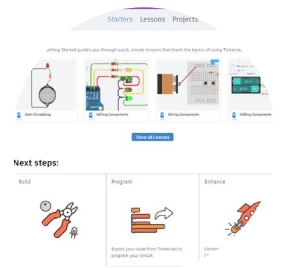 Starters Lessons Projects
Getting Started guides you through quick, simple lessons that teach the basics of using Tinkercad.
Start Simulating Editing Components Wiring Components Adding Components
Show all Lessons
Next steps:
Build Program Enhance
Export your code from Tinkercad to
program your circuit.